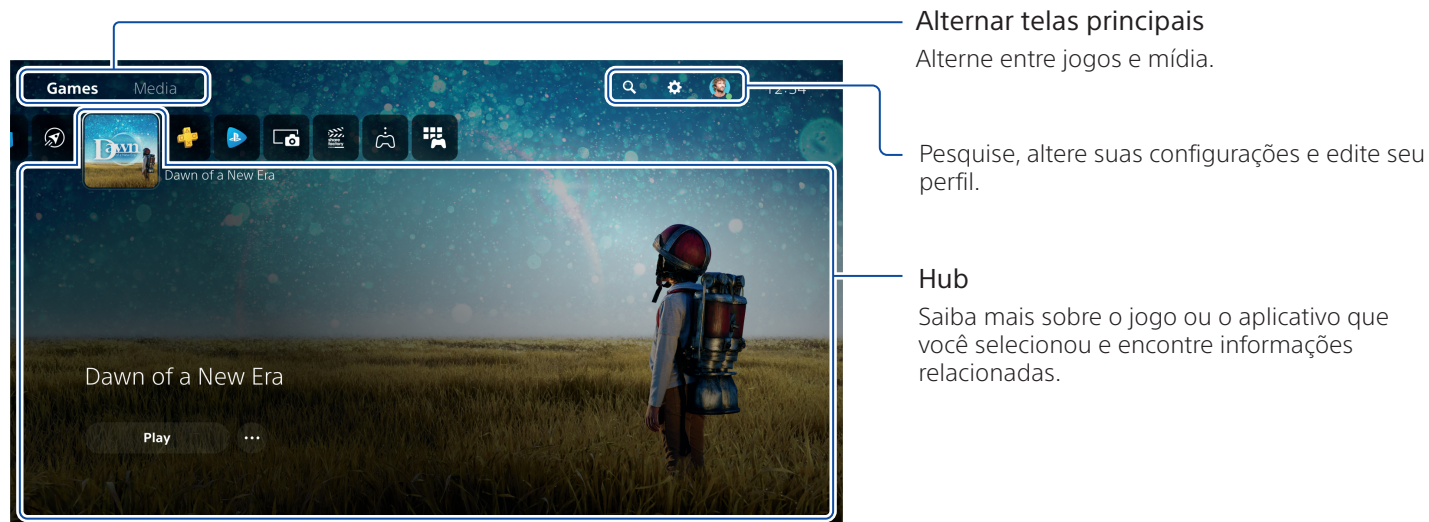 Alternar telas principais
Alterne entre jogos e mídia.
Games Media
12:34
Pesquise, altere suas configurações e edite seu
perfil.
share
factory
Dawn
Dawn of a New Era
Hub
Saiba mais sobre o jogo ou o aplicativo que
você selecionou e encontre informações
relacionadas.
Dawn of a New Era
Play